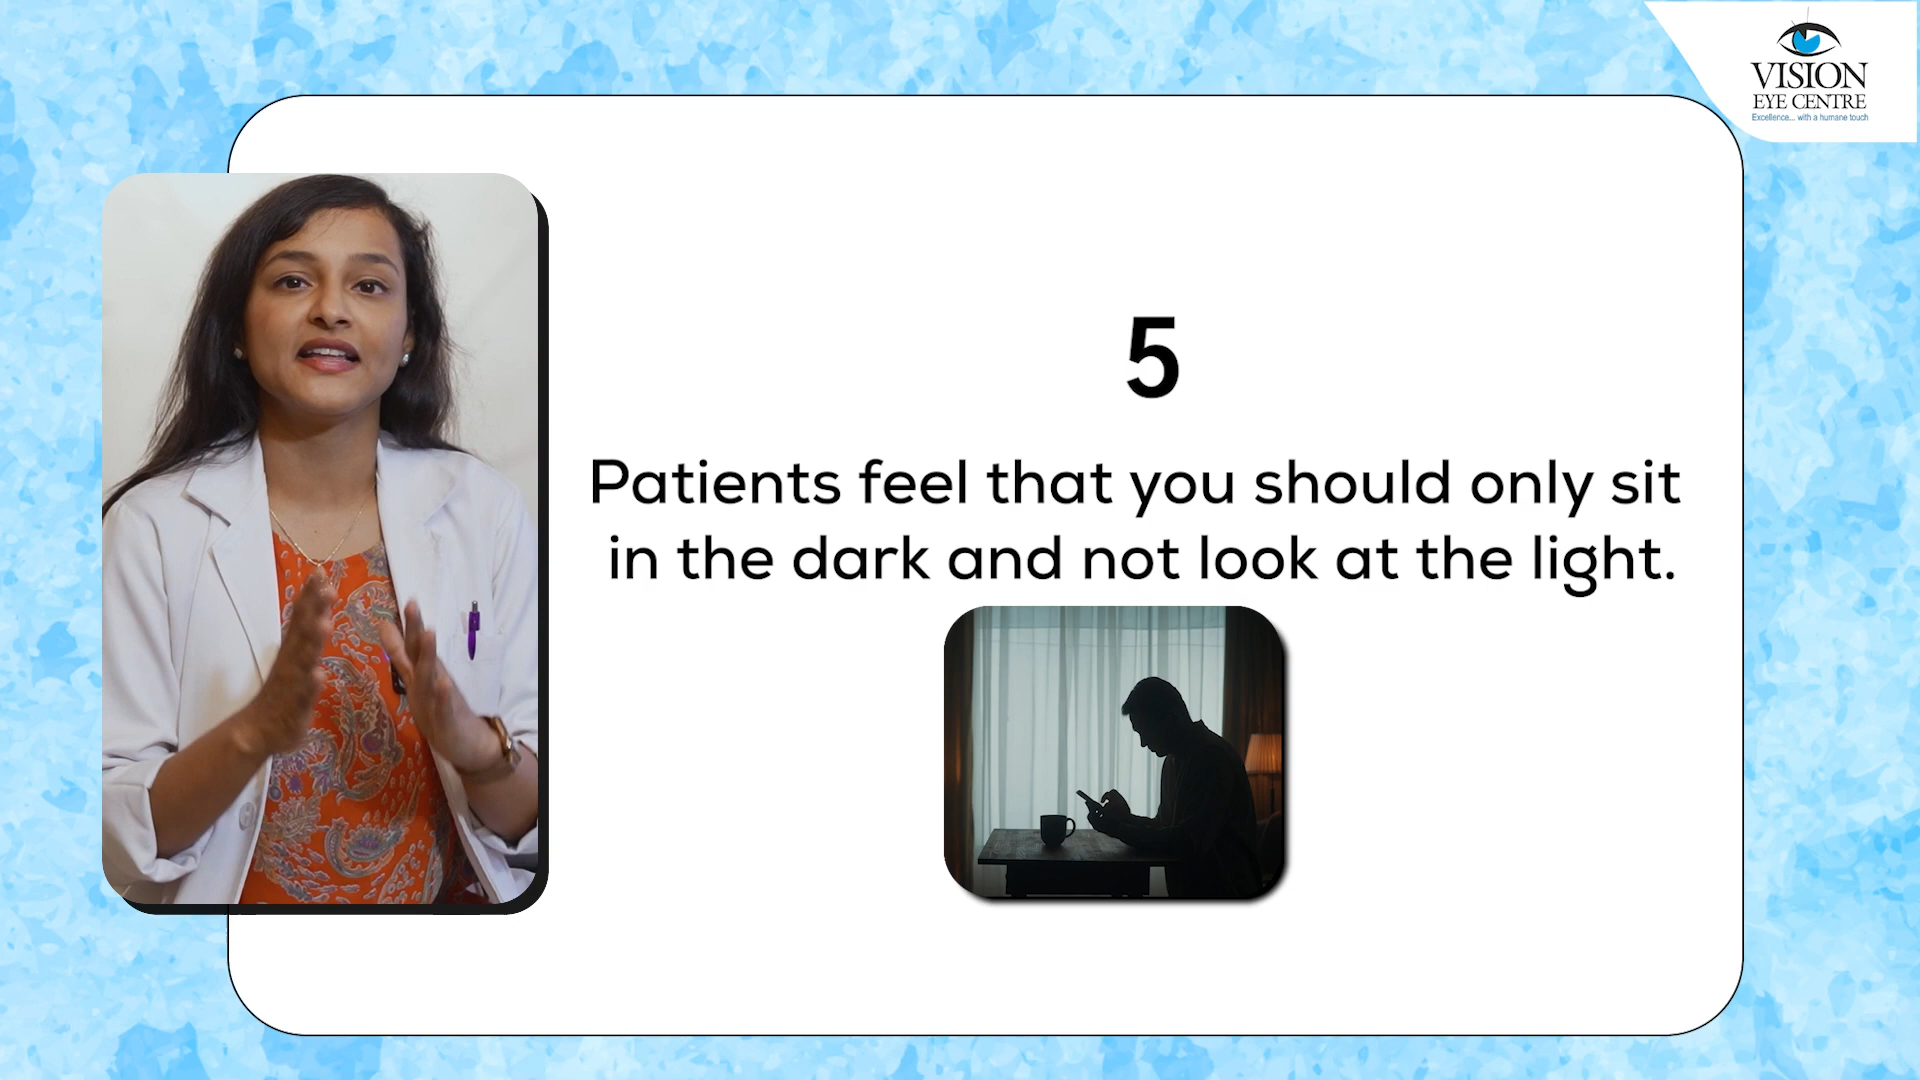 VISION
EYE CENTRE
Excellence... with a humane touch
5
Patients feel that you should only sit
in the dark and not look at the light.